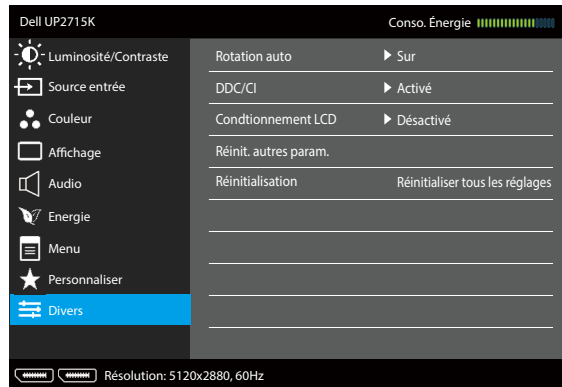 Dell UP2715K Conso. Énergie
Luminosité/Contraste Rotation auto Sur
Source entrée DDC/CI Activé
Couleur Condtionnement LCD Désactivé
Affichage Réinit. autres param.
Audio Réinitialisation Réinitialiser tous les réglages
Energie
Menu
Personnaliser
Divers
Résolution: 5120x2880, 60Hz